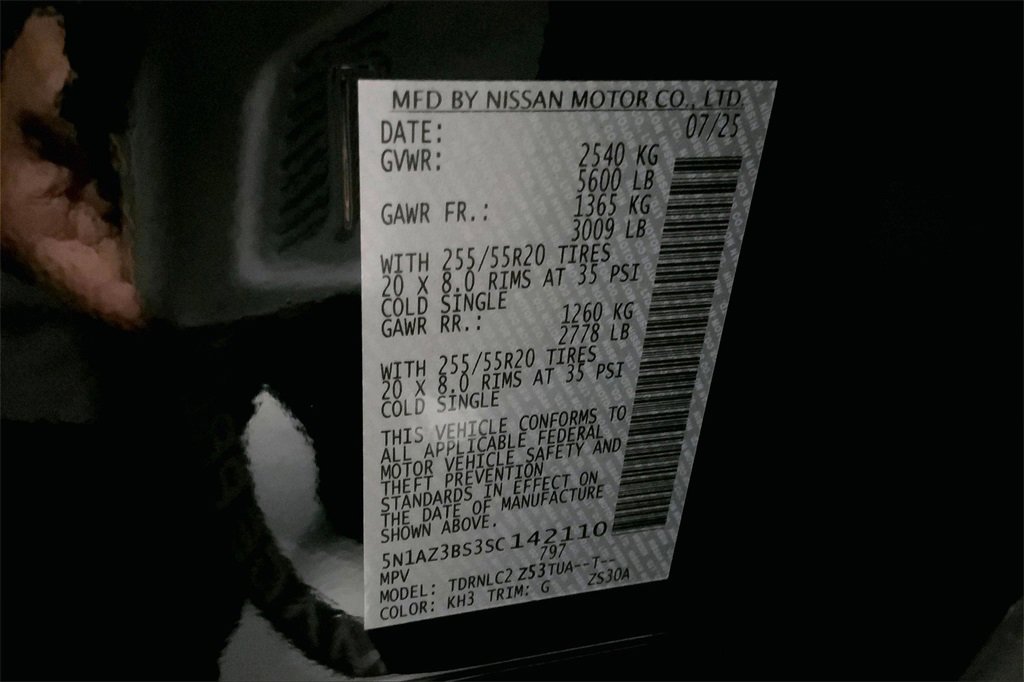 MFD BY NISSAN MOTOR CO., LTD.
DATE: 07/25
GVWR: 2540 KG
5600 LB
GAWR FR.: 1365 KG
3009 LB
WITH 255/55R20 TIRES
20 X 8.0 RIMS AT 35 PSI
COLD SINGLE
GAWR RR.: 1260 KG
2778 LB
WITH 255/55R20 TIRES
20 X 8.0 RIMS AT 35 PSI
COLD SINGLE
THIS VEHICLE CONFORMS TO
ALL APPLICABLE FEDERAL
MOTOR VEHICLE SAFETY AND
THEFT PREVENTION
STANDARDS IN EFFECT ON
THE DATE OF MANUFACTURE
SHOWN ABOVE.
5N1AZ3BS3SC142110
MPV 797
MODEL: TDRNLC2 Z53TUA--T--
COLOR: KH3 TRIM: G ZS30A